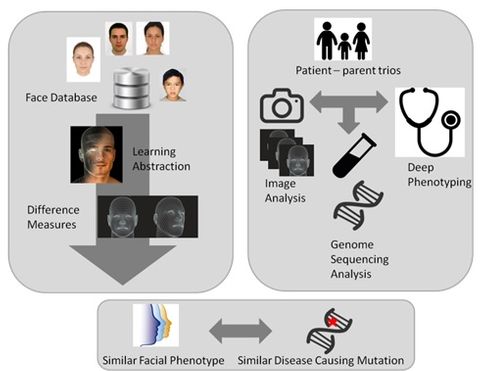 Face Database
Learning
Abstraction
Difference
Measures
Patient – parent trios
Image
Analysis
Deep
Phenotyping
Genome
Sequencing
Analysis
Similar Facial Phenotype
Similar Disease Causing Mutation